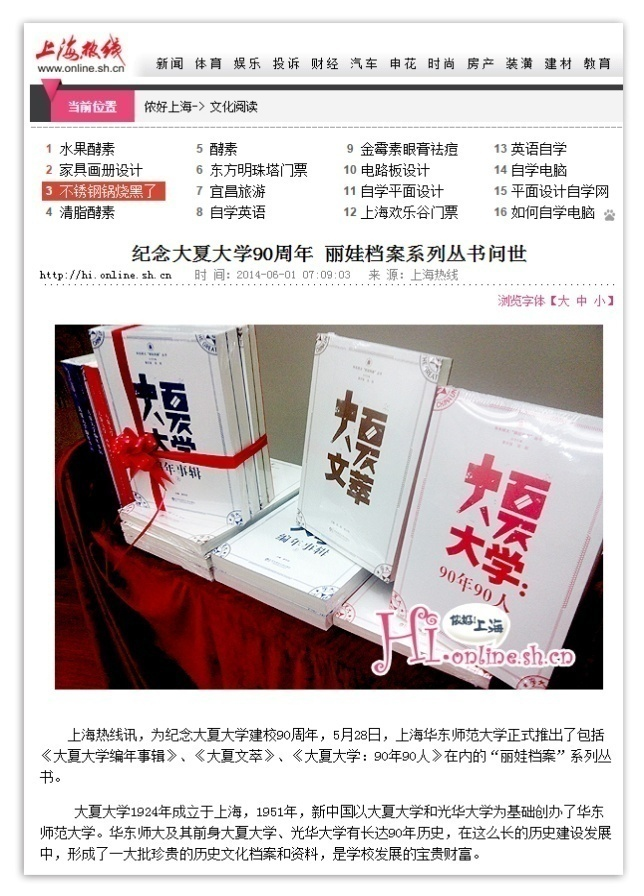 上海热线
www.online.sh.cn
新闻 体育 娱乐 投诉 财经 汽车 申花 时尚 房产 装潢 建材 教育
当前位置 侬好上海-> 文化阅读
1 水果酵素 5 酵素 9 金霉素眼膏祛痘 13 英语自学
2 家具画册设计 6 东方明珠塔门票 10 电路板设计 14 自学电脑
3 不锈钢锅烧黑了 7 宜昌旅游 11 自学平面设计 15 平面设计自学网
4 清脂酵素 8 自学英语 12 上海欢乐谷门票 16 如何自学电脑
纪念大夏大学90周年 丽娃档案系列丛书问世
http://hi.online.sh.cn 时 间：2014-06-01 07:09:03 来 源：上海热线
浏览字体【大 中 小】
大夏
大学
编年事辑
大夏
文萃
编年事辑
大夏
大学：
90年90人
侬好！上海
Hi.online.sh.cn
上海热线讯，为纪念大夏大学建校90周年，5月28日，上海华东师范大学正式推出了包括
《大夏大学编年事辑》、《大夏文萃》、《大夏大学：90年90人》在内的“丽娃档案”系列丛
书。
大夏大学1924年成立于上海，1951年，新中国以大夏大学和光华大学为基础创办了华东
师范大学。华东师大及其前身大夏大学、光华大学有长达90年历史，在这么长的历史建设发展
中，形成了一大批珍贵的历史文化档案和资料，是学校发展的宝贵财富。